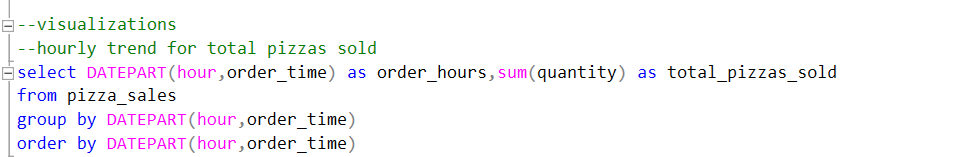 --visualizations
--hourly trend for total pizzas sold
select DATEPART(hour,order_time) as order_hours,sum(quantity) as total_pizzas_sold
from pizza_sales
group by DATEPART(hour,order_time)
order by DATEPART(hour,order_time)